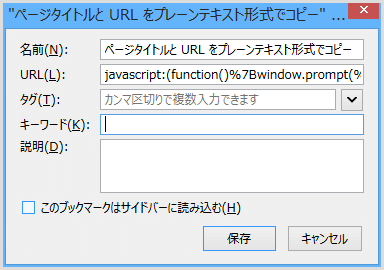 "ページタイトルと URL をプレーンテキスト形式でコピー" ...
名前(N): ページタイトルと URL をプレーンテキスト形式でコピー
URL(L): javascript:(function()%7Bwindow.prompt(%
タグ(T): カンマ区切りで複数入力できます
キーワード(K):
説明(D):
このブックマークはサイドバーに読み込む(H)
保存 キャンセル